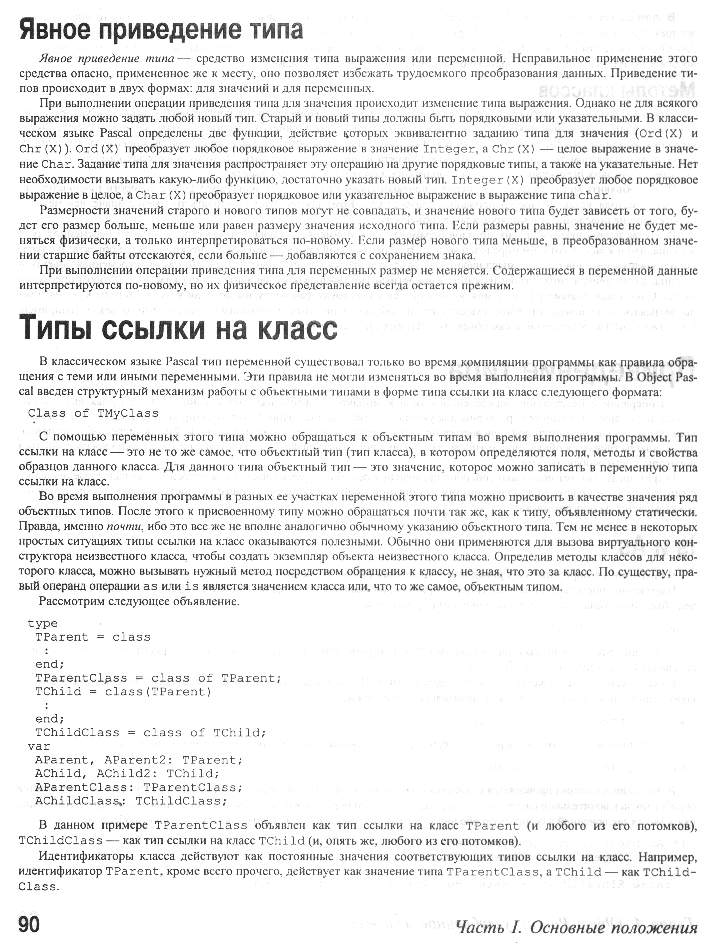 Явное приведение типа
Явное приведение типа — средство изменения типа выражения или переменной. Неправильное применение этого
средства опасно, примененное же к месту, оно позволяет избежать трудоемкого преобразования данных. Приведение ти-
пов происходит в двух формах: для значений и для переменных.
При выполнении операции приведения типа для значения происходит изменение типа выражения. Однако не для всякого
выражения можно задать любой новый тип. Старый и новый типы должны быть порядковыми или указательными. В класси-
ческом языке Pascal определены две функции, действие которых эквивалентно заданию типа для значения (Ord(X) и
Chr(X)). Ord(X) преобразует любое порядковое выражение в значение Integer, а Chr(X) — целое выражение в значе-
ние Char. Задание типа для значения распространяет эту операцию на другие порядковые типы, а также на указательные. Нет
необходимости вызывать какую-либо функцию, достаточно указать новый тип. Integer(X) преобразует любое порядковое
выражение в целое, а Char(X) преобразует порядковое или указательное выражение в выражение типа char.
Размерности значений старого и нового типов могут не совпадать, и значение нового типа будет зависеть от того, бу-
дет его размер больше, меньше или равен размеру значения исходного типа. Если размеры равны, значение не будет ме-
няться физически, а только интерпретироваться по-новому. Если размер нового типа меньше, в преобразованном значе-
нии старшие байты отсекаются, если больше — добавляются с сохранением знака.
При выполнении операции приведения типа для переменных размер не меняется. Содержащиеся в переменной данные
интерпретируются по-новому, но их физическое представление всегда остается прежним.
Типы ссылки на класс
В классическом языке Pascal тип переменной существовал только во время компиляции программы как правила обра-
щения с теми или иными переменными. Эти правила не могли изменяться во время выполнения программы. В Object Pas-
cal введен структурный механизм работы с объектными типами в форме типа ссылки на класс следующего формата:
Class of TMyClass
С помощью переменных этого типа можно обращаться к объектным типам во время выполнения программы. Тип
ссылки на класс — это не то же самое, что объектный тип (тип класса), в котором определяются поля, методы и свойства
образцов данного класса. Для данного типа объектный тип — это значение, которое можно записать в переменную типа
ссылки на класс.
Во время выполнения программы в разных ее участках переменной этого типа можно присвоить в качестве значения ряд
объектных типов. После этого к присвоенному типу можно обращаться почти так же, как к типу, объявленному статически.
Правда, именно почти, ибо это все же не вполне аналогично обычному указанию объектного типа. Тем не менее в некоторых
простых ситуациях типы ссылки на класс оказываются полезными. Обычно они применяются для вызова виртуального кон-
структора неизвестного класса, чтобы создать экземпляр объекта неизвестного класса. Определив методы классов для неко-
торого класса, можно вызывать нужный метод посредством обращения к классу, не зная, что это за класс. По существу, пра-
вый операнд операции as или is является значением класса или, что то же самое, объектным типом.
Рассмотрим следующее объявление.
type
TParent = class
:
end;
TParentClass = class of TParent;
TChild = class(TParent)
:
end;
TChildClass = class of TChild;
var
AParent, AParent2: TParent;
AChild, AChild2: TChild;
AParentClass: TParentClass;
AChildClass: TChildClass;
В данном примере TParentClass объявлен как тип ссылки на класс TParent (и любого из его потомков),
TChildClass — как тип ссылки на класс TChild (и, опять же, любого из его потомков).
Идентификаторы класса действуют как постоянные значения соответствующих типов ссылки на класс. Например,
идентификатор TParent, кроме всего прочего, действует как значение типа TParentClass, а TChild — как TChild-
Class.
90
Часть I. Основные положения